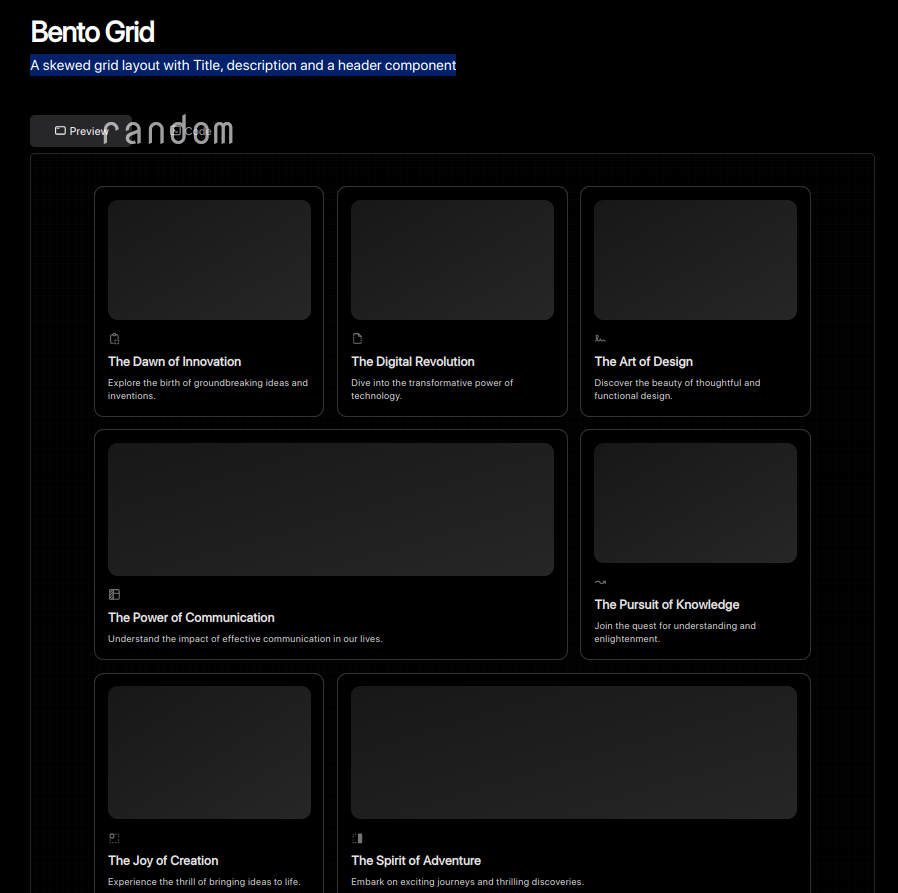 Bento Grid
A skewed grid layout with Title, description and a header component
Preview
random
Code
The Dawn of Innovation
Explore the birth of groundbreaking ideas and
inventions.
The Digital Revolution
Dive into the transformative power of
technology.
The Art of Design
Discover the beauty of thoughtful and
functional design.
The Power of Communication
Understand the impact of effective communication in our lives.
The Pursuit of Knowledge
Join the quest for understanding and
enlightenment.
The Joy of Creation
Experience the thrill of bringing ideas to life.
The Spirit of Adventure
Embark on exciting journeys and thrilling discoveries.